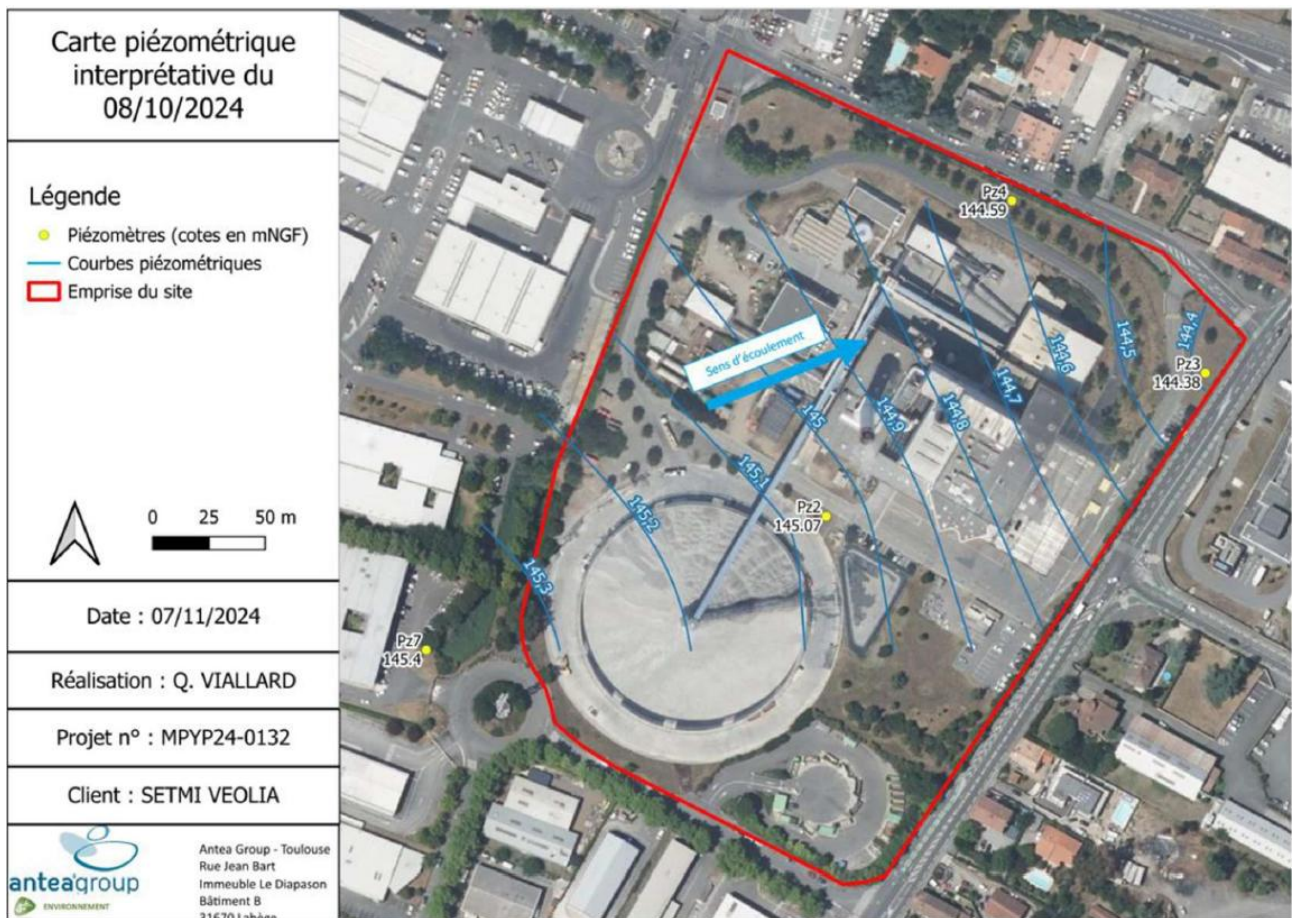 Carte piézométrique
interprétative du
08/10/2024
Légende
Piézomètres (cotes en mNGF)
Courbes piézométriques
Emprise du site
0 25 50 m
Date : 07/11/2024
Réalisation : Q. VIALLARD
Projet n° : MPYP24-0132
Client : SETMI VEOLIA
anteagroup
ENVIRONNEMENT
Antea Group - Toulouse
Rue Jean Bart
Immeuble Le Diapason
Bâtiment B
31670 Labège
Pz4
144.59
Pz3
144.38
Pz2
145.07
Pz7
145.4
Sens d'écoulement
145,3
145,2
145,1
145
144,9
144,8
144,7
144,6
144,5
144,4